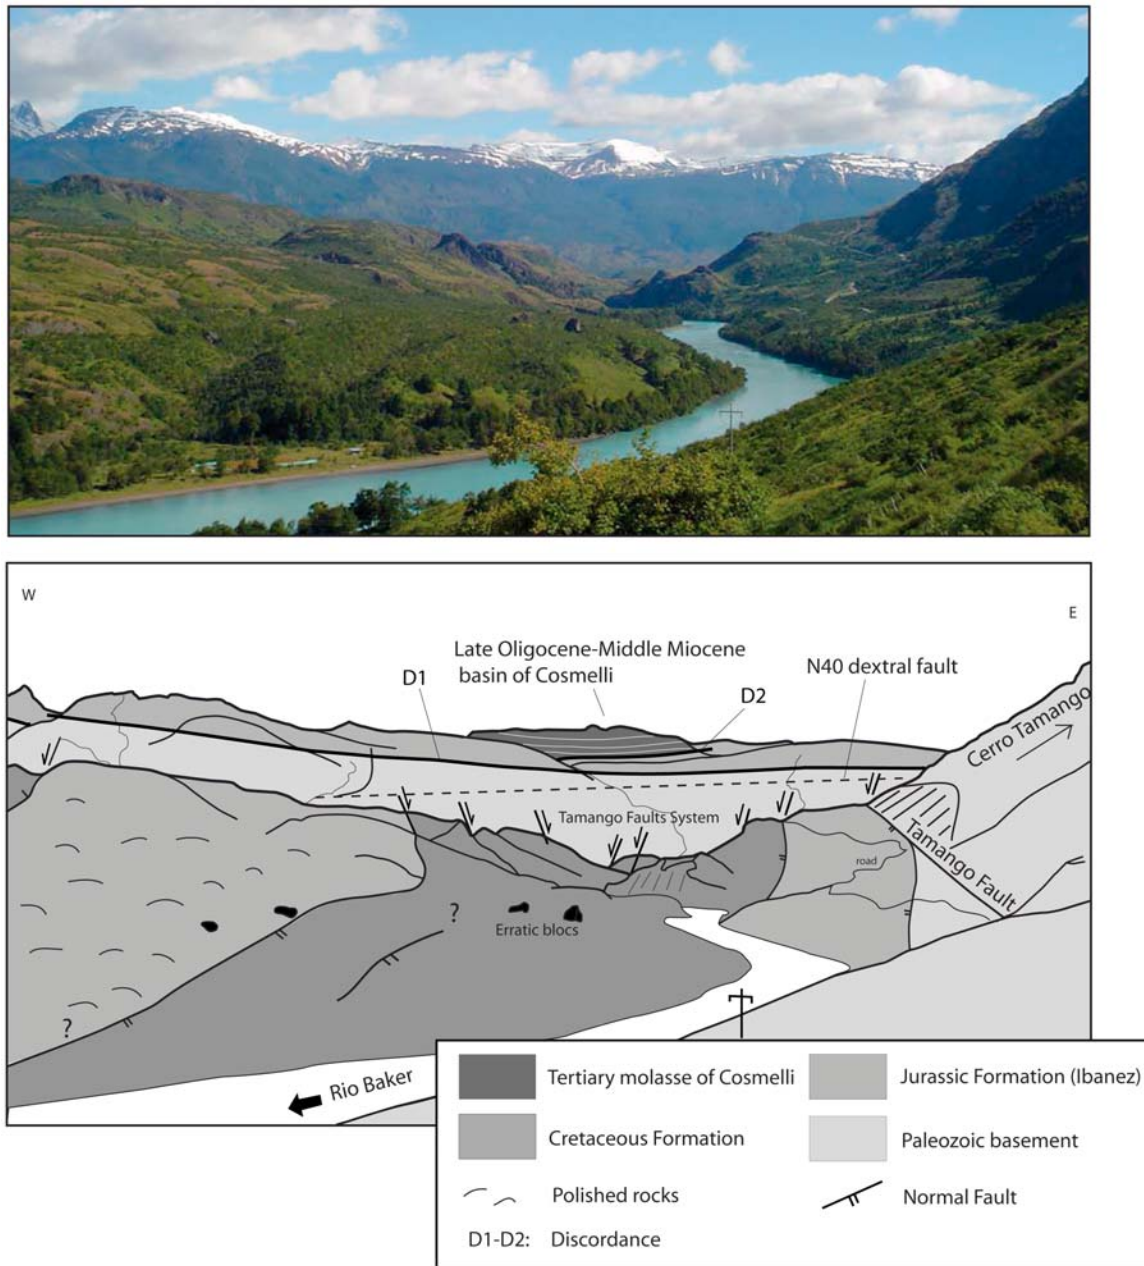 W
E
Late Oligocene-Middle Miocene
basin of Cosmelli
D1
D2
N40 dextral fault
Cerro Tamango
Tamango Faults System
Tamango Fault
road
?
Erratic blocs
?
Rio Baker
Tertiary molasse of Cosmelli
Jurassic Formation (Ibanez)
Cretaceous Formation
Paleozoic basement
Polished rocks
Normal Fault
D1-D2: Discordance